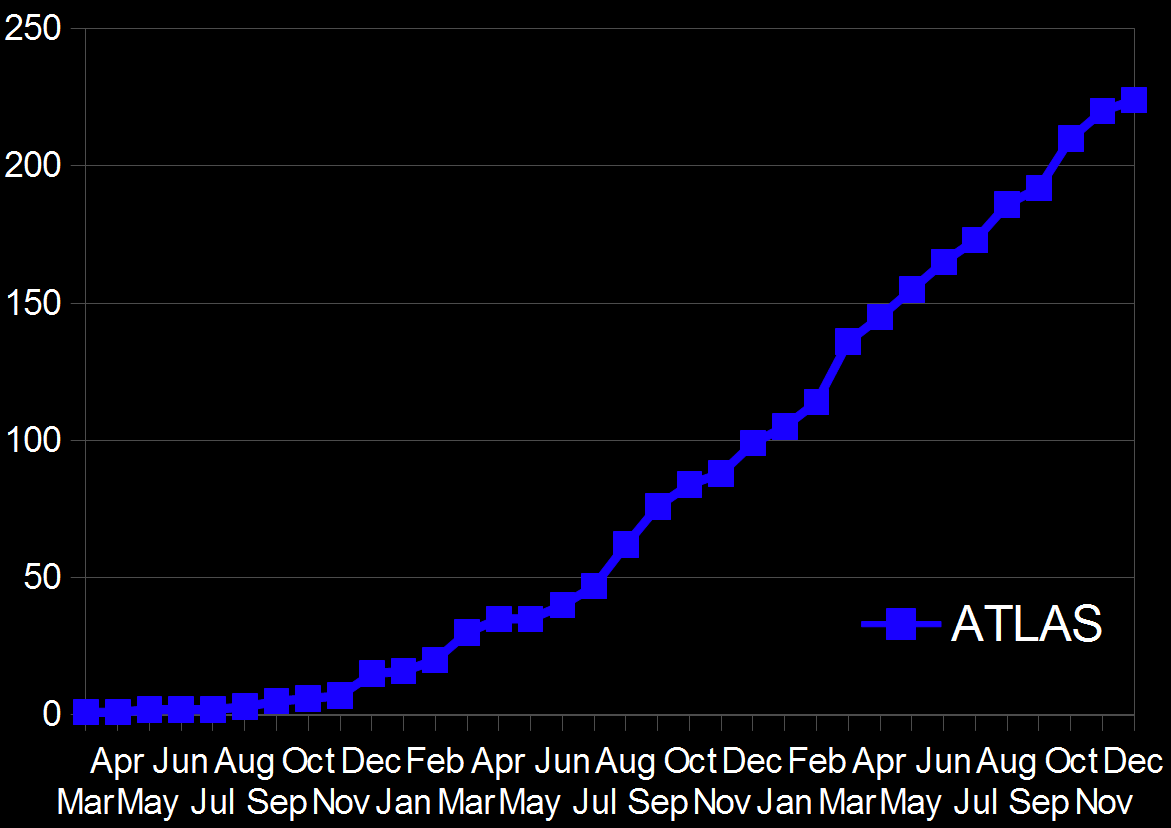 250
200
150
100
50
0
ATLAS
Apr Jun Aug Oct Dec Feb Apr Jun Aug Oct Dec Feb Apr Jun Aug Oct Dec
Mar May Jul Sep Nov Jan Mar May Jul Sep Nov Jan Mar May Jul Sep Nov